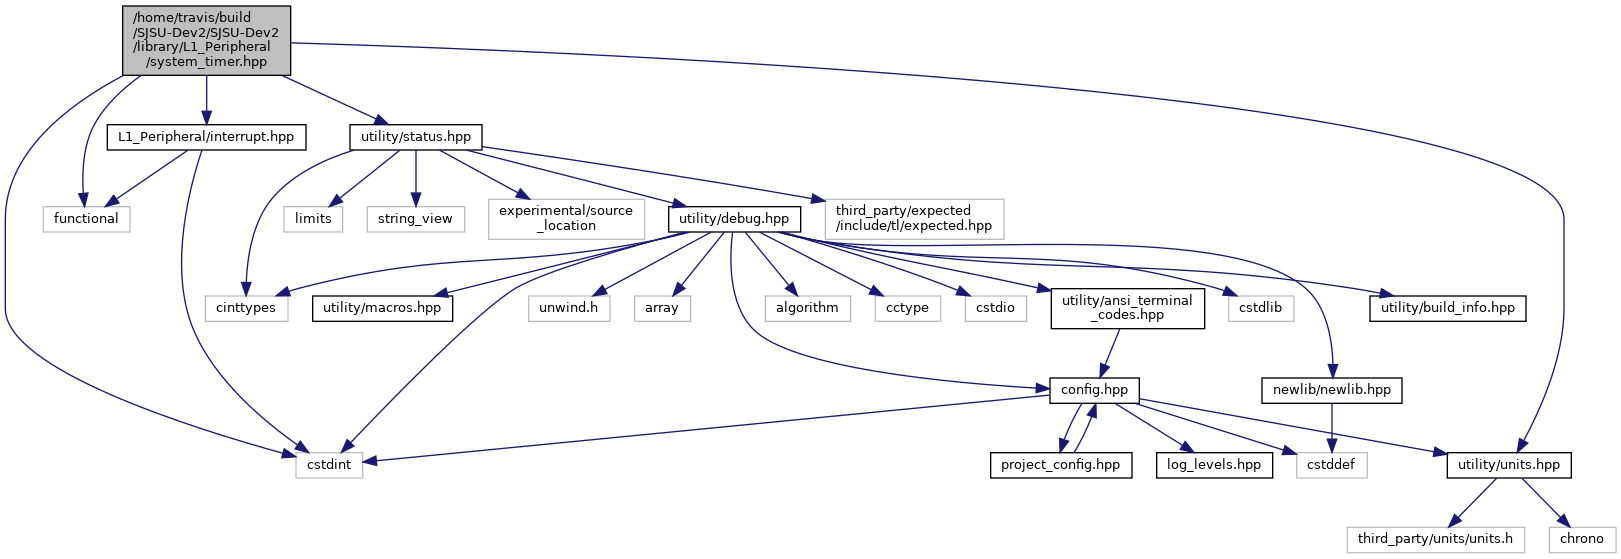 /home/travis/build
/SJSU-Dev2/SJSU-Dev2
/library/L1_Peripheral
/system_timer.hpp
L1_Peripheral/interrupt.hpp
utility/status.hpp
functional
limits
string_view
experimental/source
_location
utility/debug.hpp
third_party/expected
/include/tl/expected.hpp
cinttypes
utility/macros.hpp
unwind.h
array
algorithm
cctype
cstdio
utility/ansi_terminal
_codes.hpp
cstdlib
utility/build_info.hpp
config.hpp
newlib/newlib.hpp
cstdint
project_config.hpp
log_levels.hpp
cstddef
utility/units.hpp
third_party/units/units.h
chrono